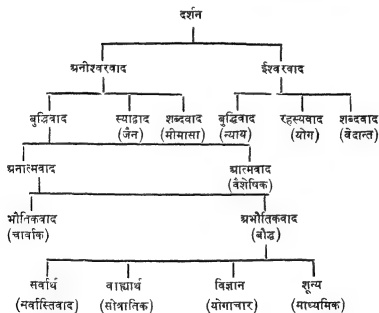 दर्शन
अनीश्वरवाद ईश्वरवाद
बुद्धिवाद स्याद्वाद शब्दवाद बुद्धिवाद रहस्यवाद शब्दवाद
(जैन) (मीमासा) (न्याय) (योग) (वेदान्त)
अनात्मवाद आत्मवाद
(वैशेषिक)
भौतिकवाद अभौतिकवाद
(चार्वाक) (बौद्ध)
सर्वार्थ वाह्यार्थ विज्ञान शून्य
(सर्वास्तिवाद) (सोत्रातिक) (योगाचार) (माध्यमिक)